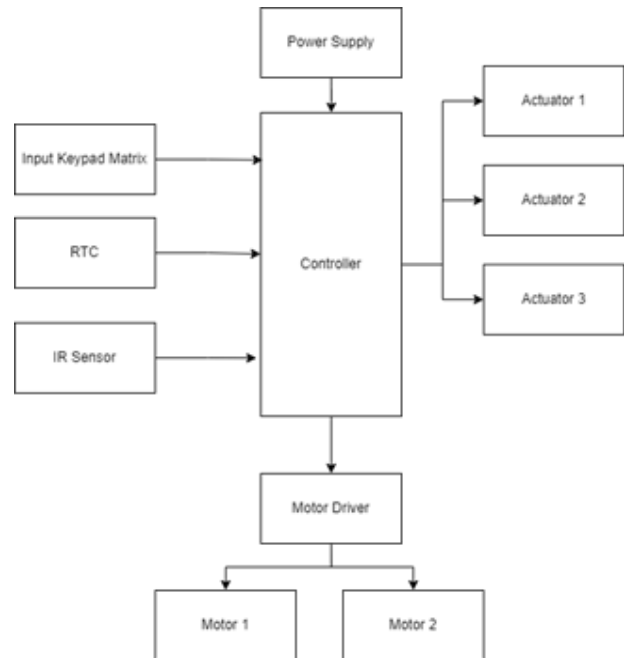 Power Supply
Actuator 1
Input Keypad Matrix
Actuator 2
RTC
Controller
Actuator 3
IR Sensor
Motor Driver
Motor 1
Motor 2